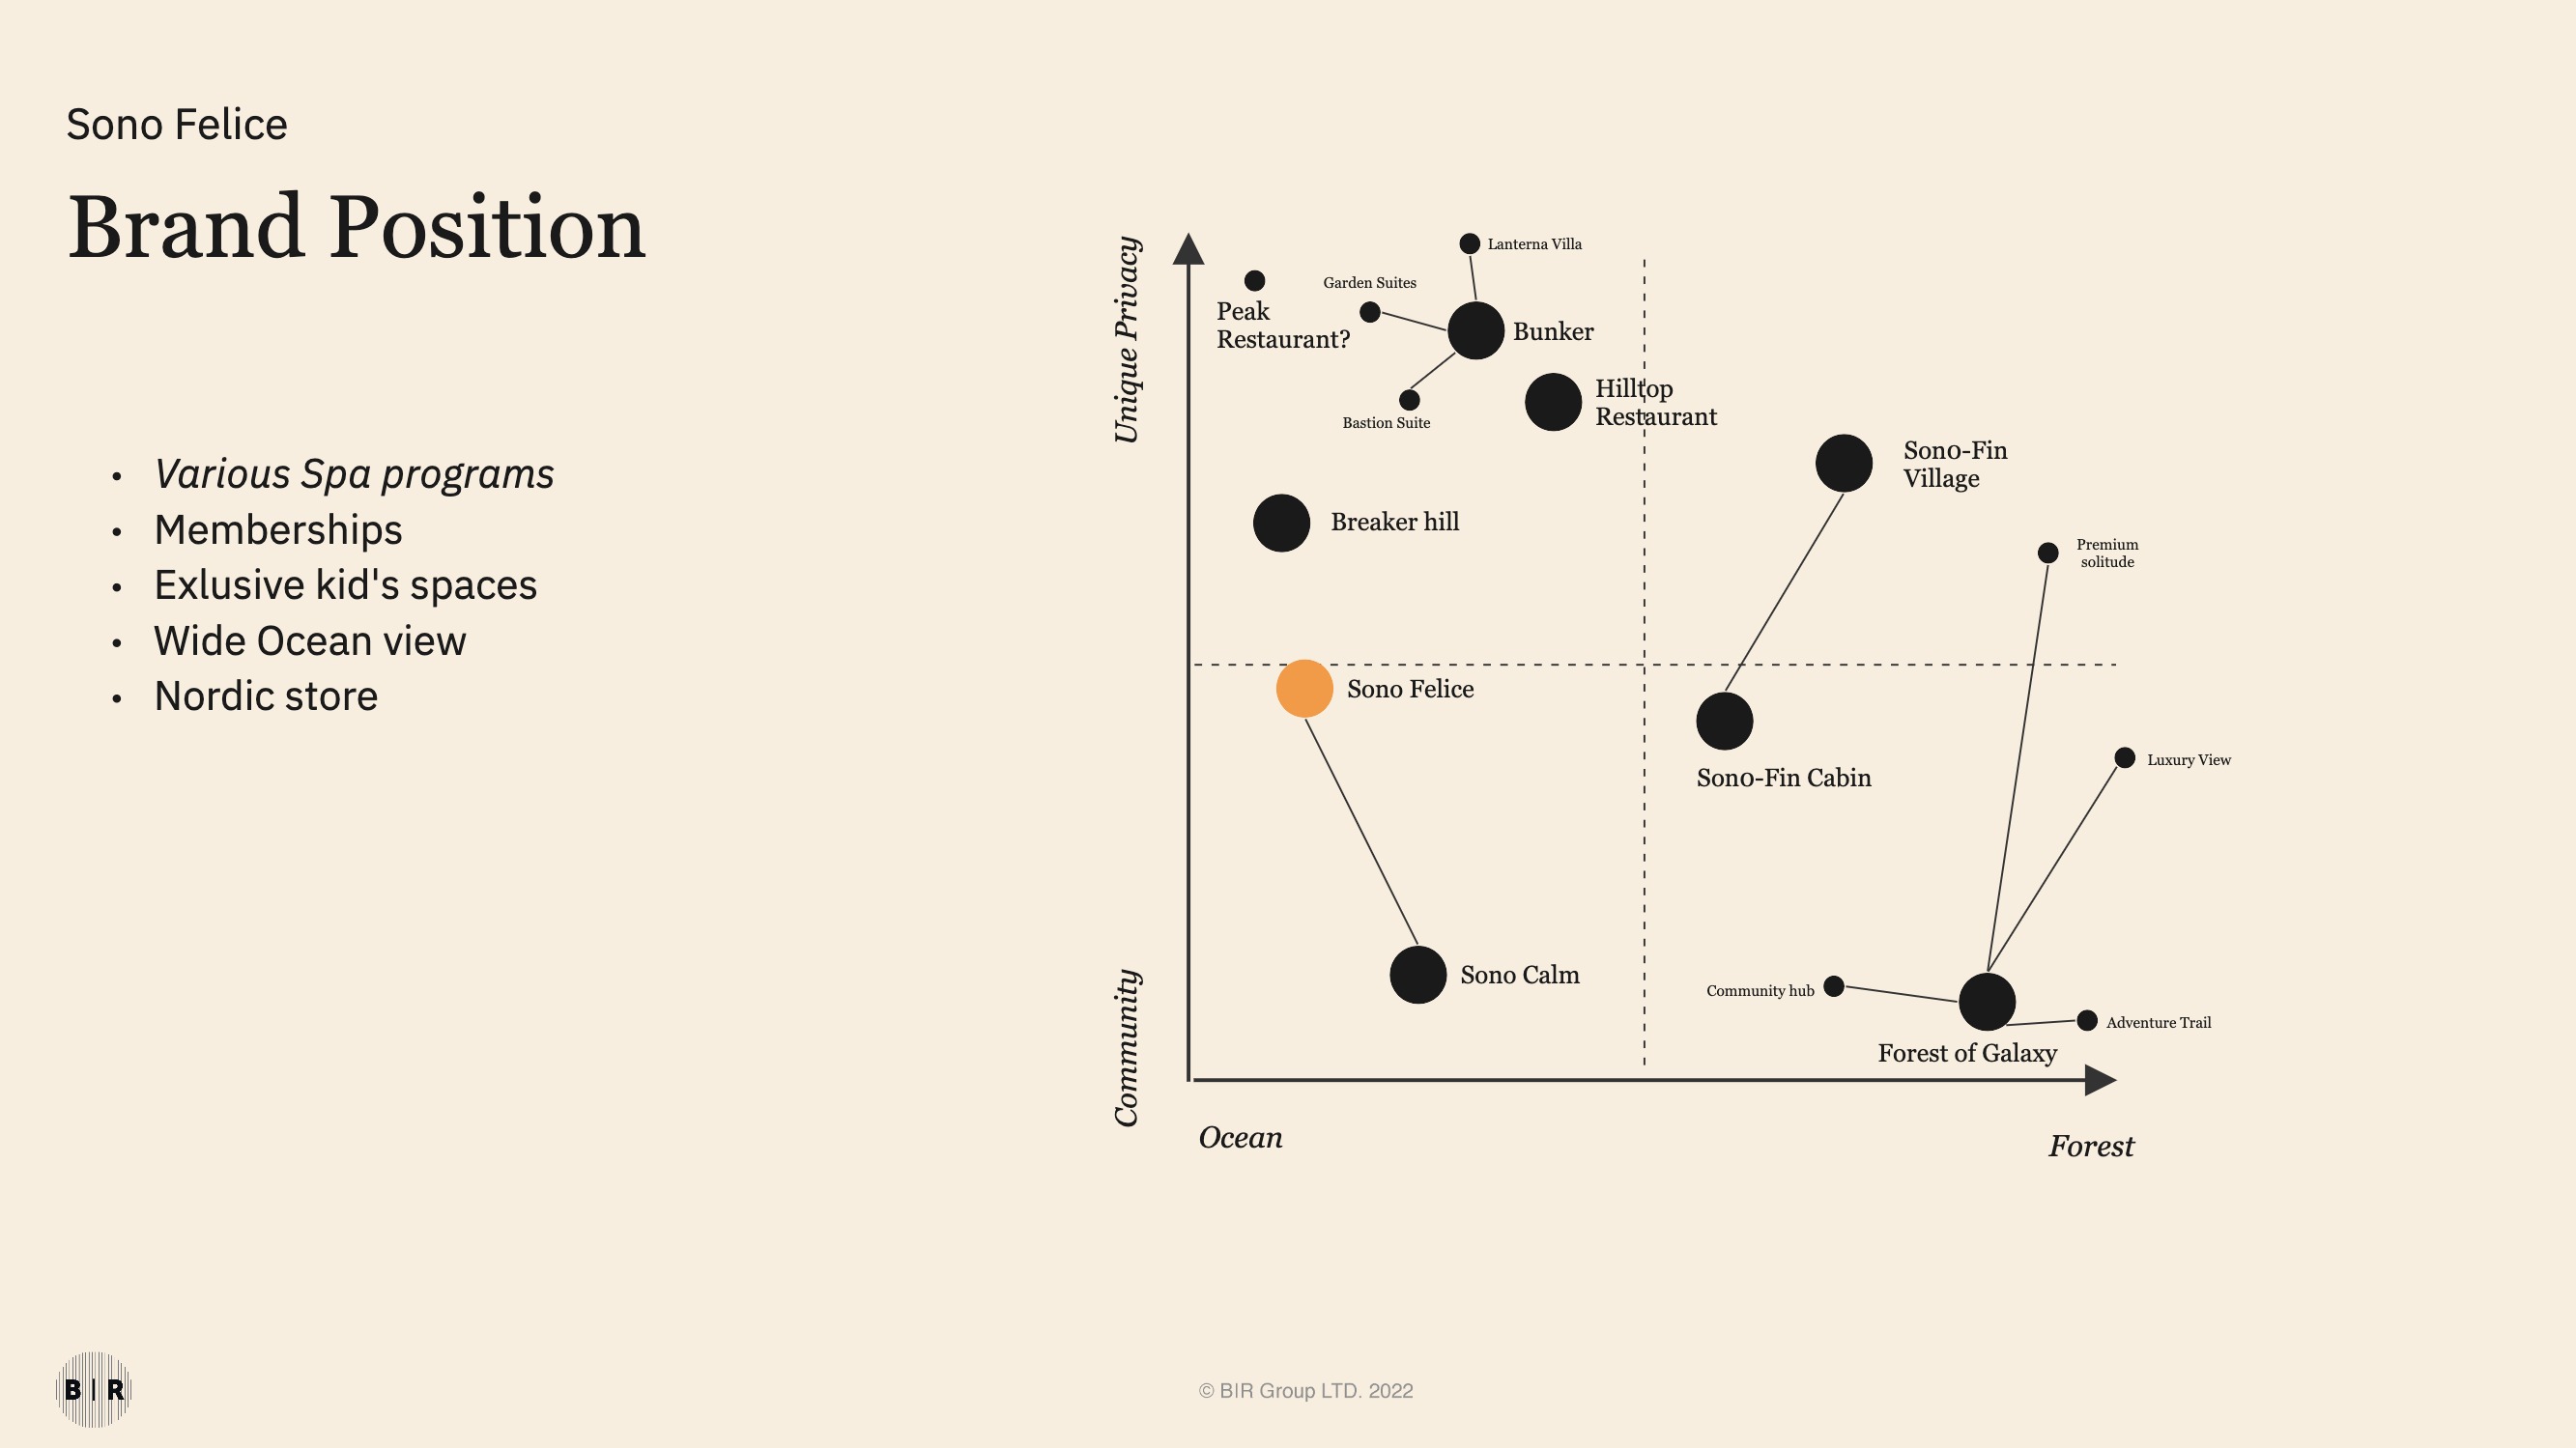 Sono Felice
Brand Position
• Various Spa programs
• Memberships
• Exlusive kid's spaces
• Wide Ocean view
• Nordic store
Unique Privacy
Community
Lanterna Villa
Garden Suites
Peak
Restaurant?
Bunker
Hilltop
Restaurant
Bastion Suite
Sono-Fin
Village
Breaker hill
Premium
solitude
Sono Felice
Sono-Fin Cabin
Luxury View
Sono Calm
Community hub
Adventure Trail
Forest of Galaxy
Ocean
Forest
B|R
© B|R Group LTD. 2022